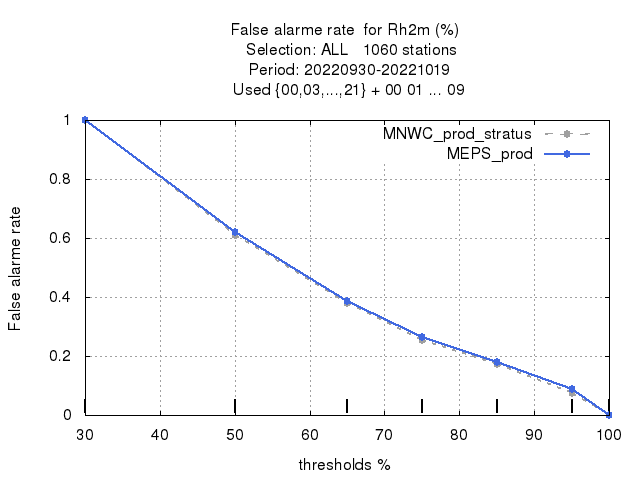 False alarme rate  for Rh2m (%)
Selection: ALL   1060 stations
Period: 20220930-20221019
Used {00,03,...,21} + 00 01 ... 09
MNWC_prod_stratus
MEPS_prod
1
0.8
0.6
0.4
0.2
0
False alarme rate
30 40 50 60 70 80 90 100
thresholds %